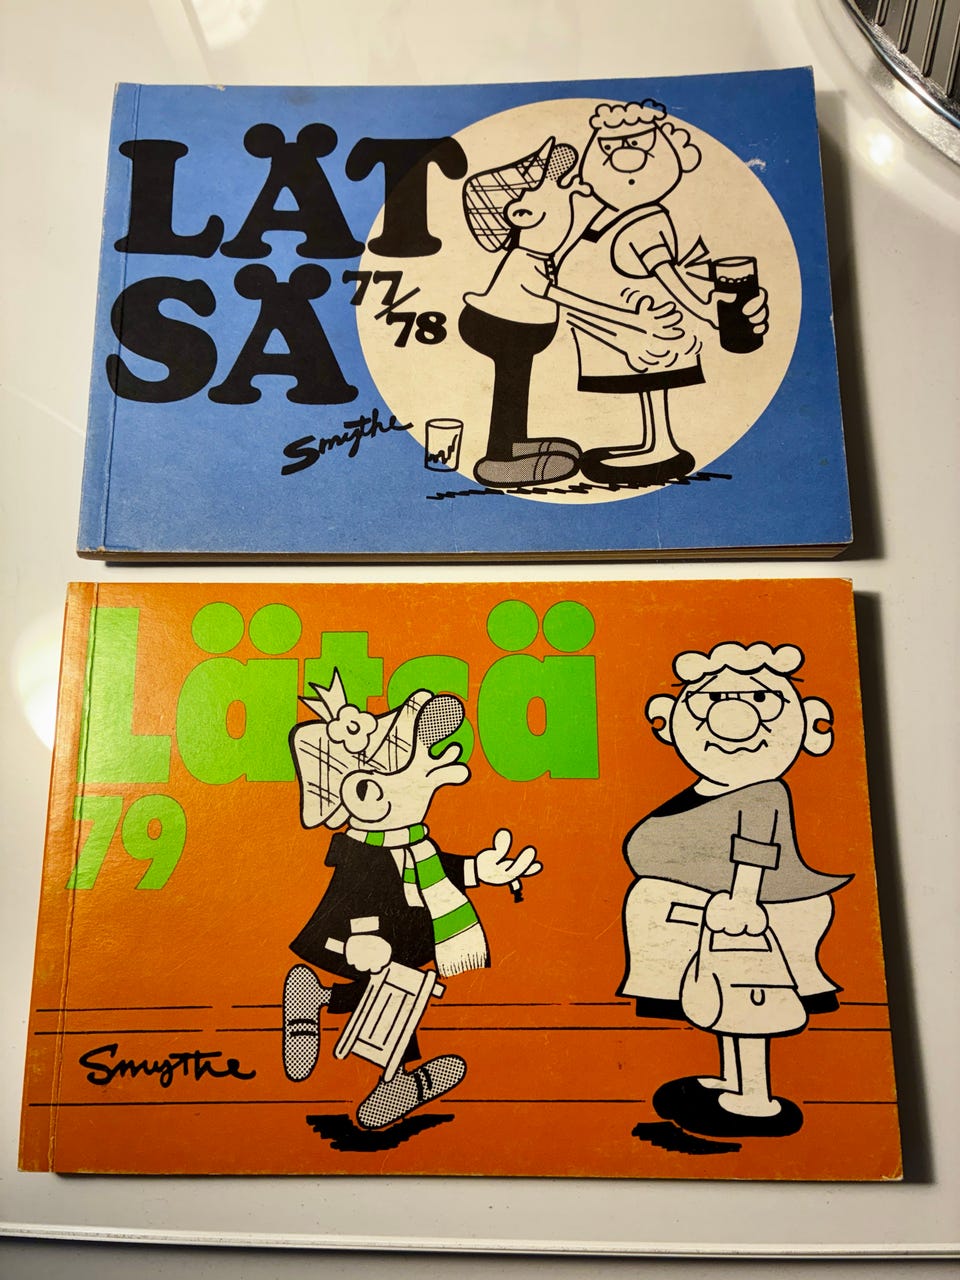 LÄT
SÄ
77/78
Smythe
Lätsä
79
Smythe